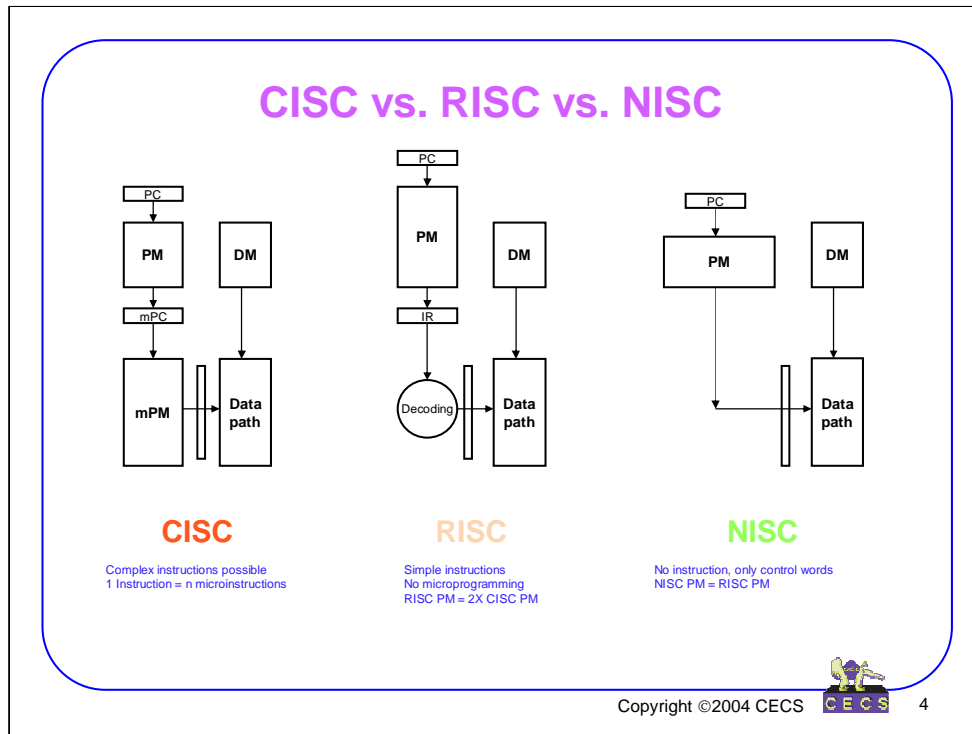 CISC vs. RISC vs. NISC
PC
PM
DM
mPC
mPM
Data
path
PC
PM
DM
IR
Decoding
Data
path
PC
PM
DM
Data
path
CISC
Complex instructions possible
1 Instruction = n microinstructions
RISC
Simple instructions
No microprogramming
RISC PM = 2X CISC PM
NISC
No instruction, only control words
NISC PM = RISC PM
Copyright ©2004 CECS
CECS
4